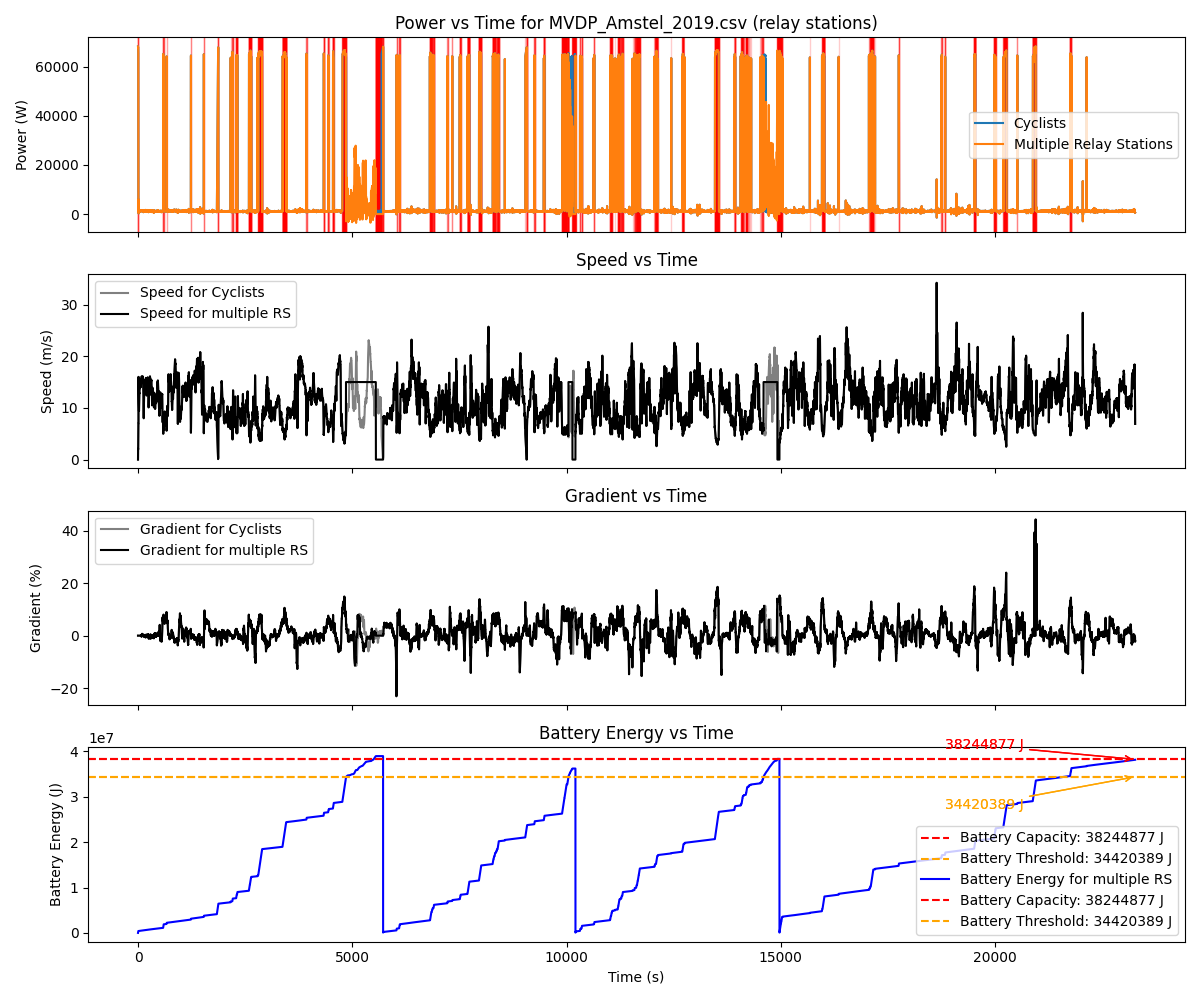 Power vs Time for MVDP_Amstel_2019.csv (relay stations)
60000
40000
20000
0
Power (W)
Cyclists
Multiple Relay Stations
Speed vs Time
30
20
10
0
Speed (m/s)
Speed for Cyclists
Speed for multiple RS
Gradient vs Time
40
20
0
−20
Gradient (%)
Gradient for Cyclists
Gradient for multiple RS
Battery Energy vs Time
1e7
4
3
2
1
0
Battery Energy (J)
38244877 J
34420389 J
Battery Capacity: 38244877 J
Battery Threshold: 34420389 J
Battery Energy for multiple RS
Battery Capacity: 38244877 J
Battery Threshold: 34420389 J
0 5000 10000 15000 20000
Time (s)